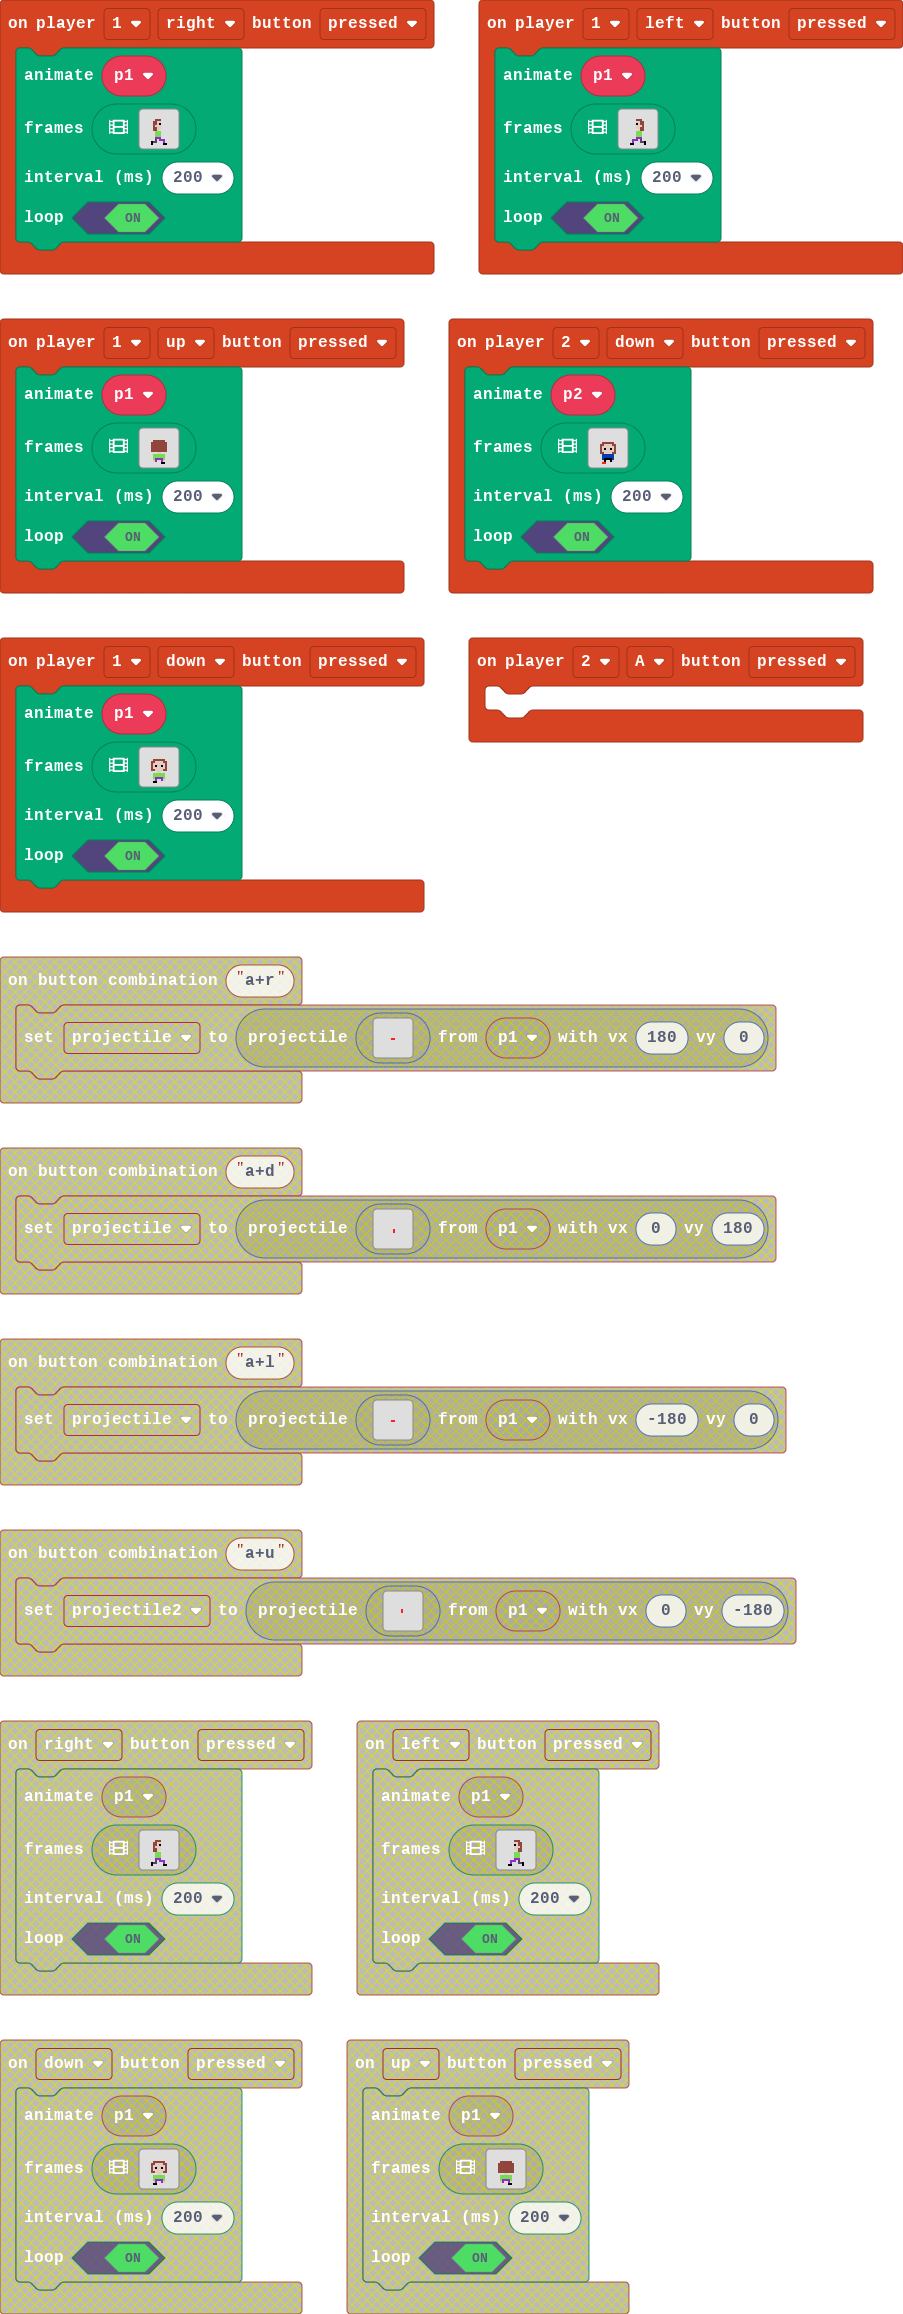 on player 1 right button pressed
animate p1
frames
interval (ms) 200
loop ON
on player 1 left button pressed
animate p1
frames
interval (ms) 200
loop ON
on player 1 up button pressed
animate p1
frames
interval (ms) 200
loop ON
on player 2 down button pressed
animate p2
frames
interval (ms) 200
loop ON
on player 1 down button pressed
animate p1
frames
interval (ms) 200
loop ON
on player 2 A button pressed
on button combination "a+r"
set projectile to projectile from p1 with vx 180 vy 0
on button combination "a+d"
set projectile to projectile from p1 with vx 0 vy 180
on button combination "a+l"
set projectile to projectile from p1 with vx -180 vy 0
on button combination "a+u"
set projectile2 to projectile from p1 with vx 0 vy -180
on right button pressed
animate p1
frames
interval (ms) 200
loop ON
on left button pressed
animate p1
frames
interval (ms) 200
loop ON
on down button pressed
animate p1
frames
interval (ms) 200
loop ON
on up button pressed
animate p1
frames
interval (ms) 200
loop ON